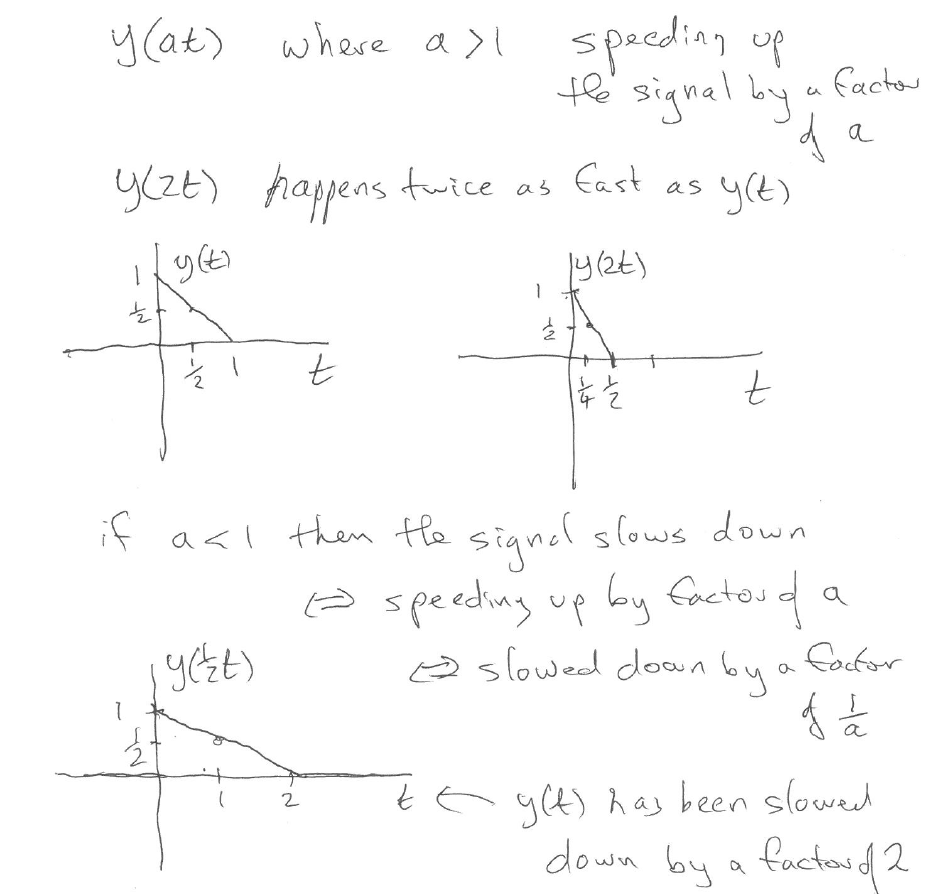 y(at) where a>1 speeding up
the signal by a factor
of a
y(2t) happens twice as fast as y(t)
1 y(t)
1/2
1/2 1 t
y(2t)
1
1/2
1/4 1/2 t
if a<1 then the signal slows down
⇔ speeding up by factor of a
y(1/2t) ⇔ slowed down by a factor
of 1/a
1
1/2
1 2 t ← y(t) has been slowed
down by a factor of 2